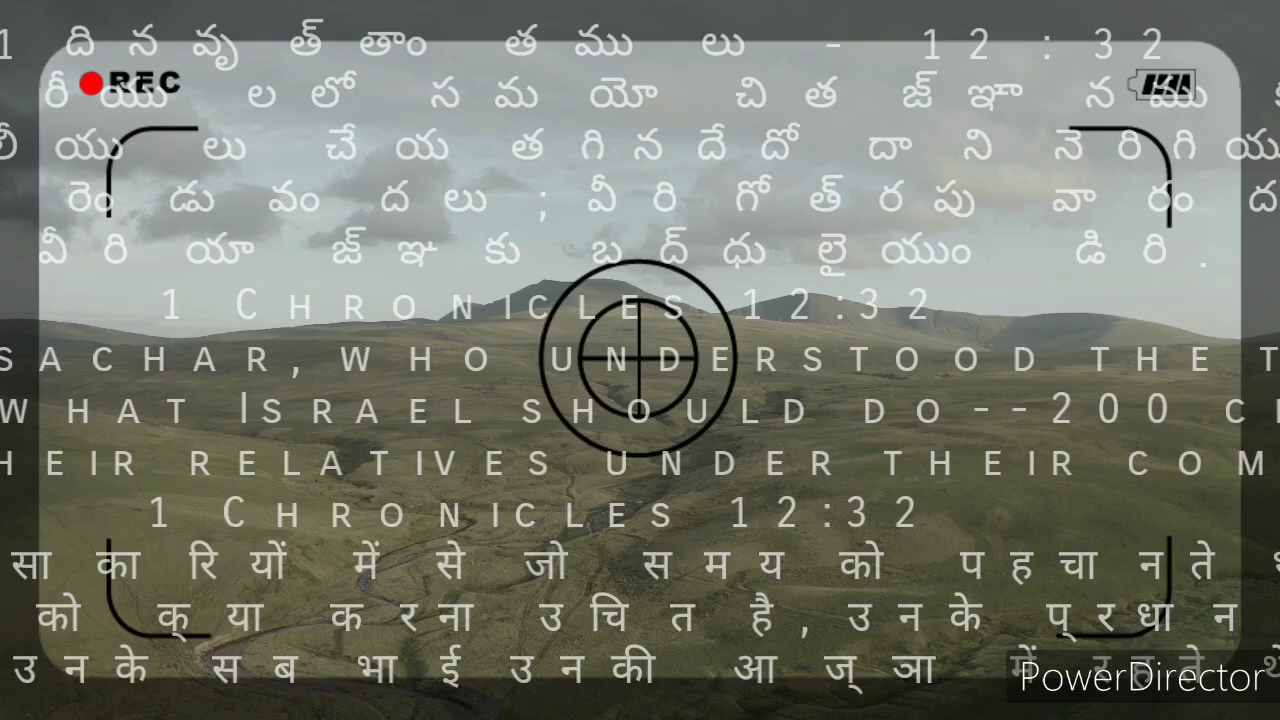 1 దినవృత్తాంతములు - 12:32
REC
రీయులలో సమయోచిత జ్ఞానము
యులు చేయతగినదేదో దాని నెరిగియు
రెండువందలు; వీరి గోత్రపు వారంద
వీరి యాజ్ఞకు బద్ధులైయుండిరి.
1 Chronicles 12:32
SACHAR, WHO UNDERSTOOD THE T
WHAT ISRAEL SHOULD DO--200
HEIR RELATIVES UNDER THEIR COM
1 Chronicles 12:32
साकारियों में से जो समय को पहचानते
को क्या करना उचित है, उनके प्रधान
उनके सब भाई उनकी आज्ञा में रहते थे
PowerDirector